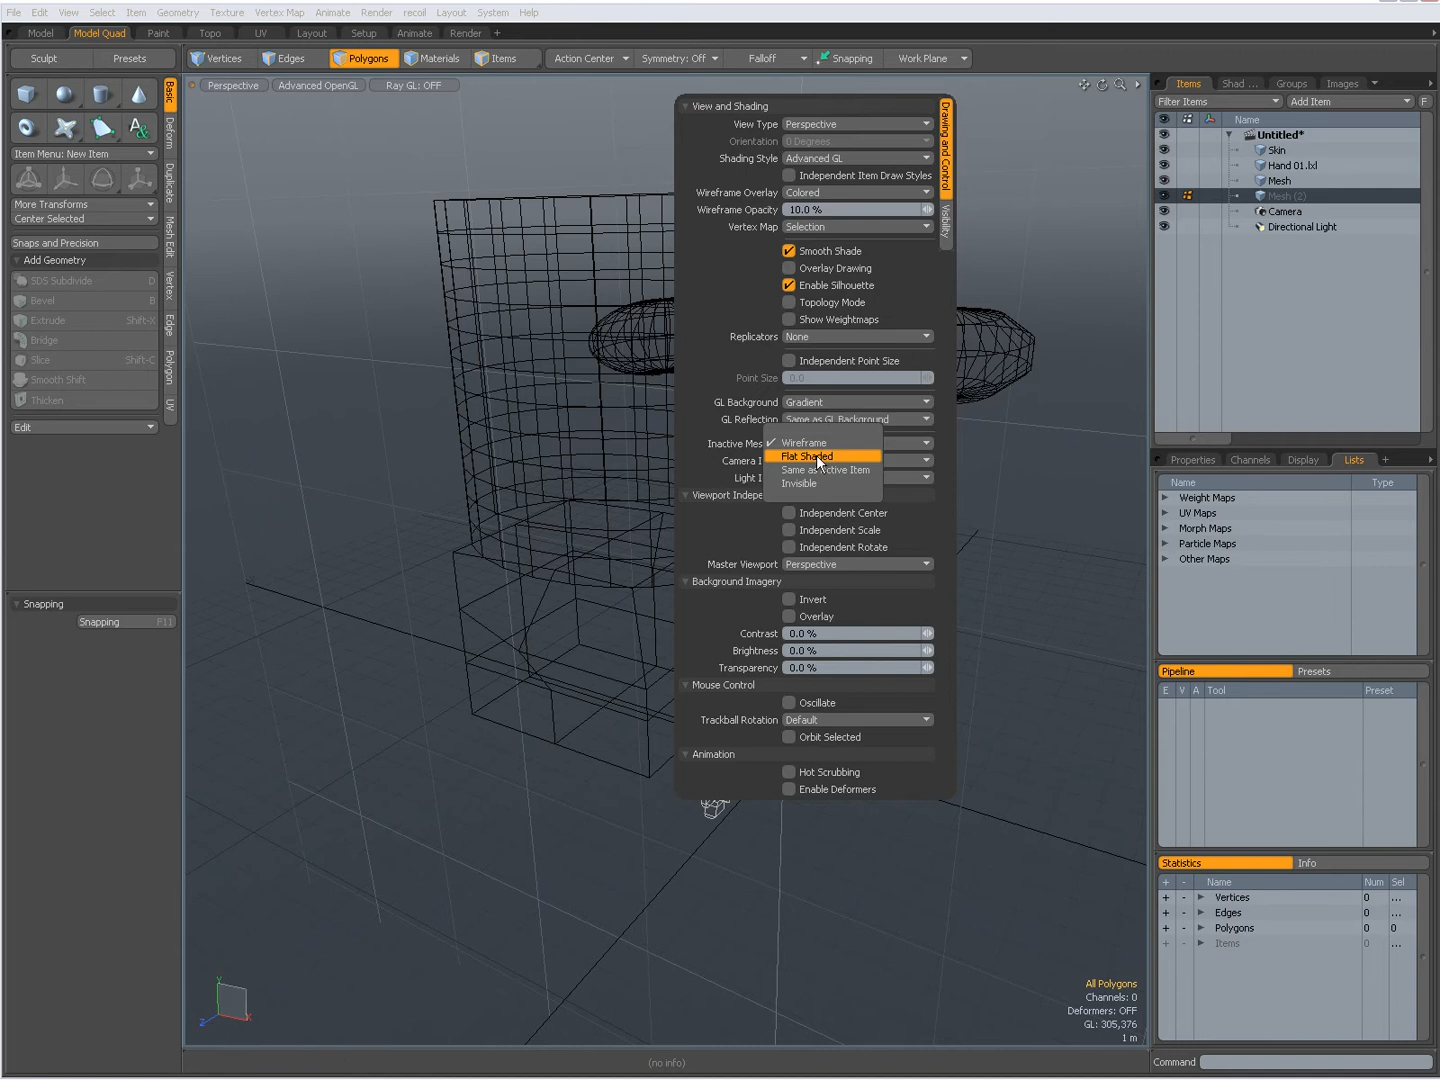 File Edit View Select Item Geometry Texture Vertex Map Animate Render recoil Layout System Help
Model Model Quad Paint Topo UV Layout Setup Animate Render +
Sculpt Presets Vertices Edges Polygons Materials Items Action Center Symmetry: Off Falloff Snapping Work Plane
Perspective Advanced OpenGL Ray GL: OFF
Basic
Deform
Duplicate
Mesh Edit
Vertex
Edge
Polygon
UV
Item Menu: New Item
More Transforms
Center Selected
Snaps and Precision
Add Geometry
SDS Subdivide D
Bevel B
Extrude Shift-X
Bridge
Slice Shift-C
Smooth Shift
Thicken
Edit
Snapping
Snapping F11
View and Shading
View Type Perspective
Orientation 0 Degrees
Shading Style Advanced GL
Independent Item Draw Styles
Wireframe Overlay Colored
Wireframe Opacity 10.0 %
Vertex Map Selection
Smooth Shade
Overlay Drawing
Enable Silhouette
Topology Mode
Show Weightmaps
Replicators None
Independent Point Size
Point Size 0.0
GL Background Gradient
GL Reflection Same as GL Background
Inactive Mes
Camera I
Light I
Wireframe
Flat Shaded
Same as Active Item
Invisible
Viewport Indepe
Independent Center
Independent Scale
Independent Rotate
Master Viewport Perspective
Background Imagery
Invert
Overlay
Contrast 0.0 %
Brightness 0.0 %
Transparency 0.0 %
Mouse Control
Oscillate
Trackball Rotation Default
Orbit Selected
Animation
Hot Scrubbing
Enable Deformers
Drawing and Control
Visibility
All Polygons
Channels: 0
Deformers: OFF
GL: 305,376
1 m
(no info)
Items Shad ... Groups Images
Filter Items Add Item F
Name
Untitled*
Skin
Hand 01.lxl
Mesh
Mesh (2)
Camera
Directional Light
Properties Channels Display Lists +
Name Type
Weight Maps
UV Maps
Morph Maps
Particle Maps
Other Maps
Pipeline Presets
E V A Tool Preset
Statistics Info
+ - Name Num Sel
+ - Vertices 0 ...
+ - Edges 0 ...
+ - Polygons 0 0
+ - Items 0 ...
Command